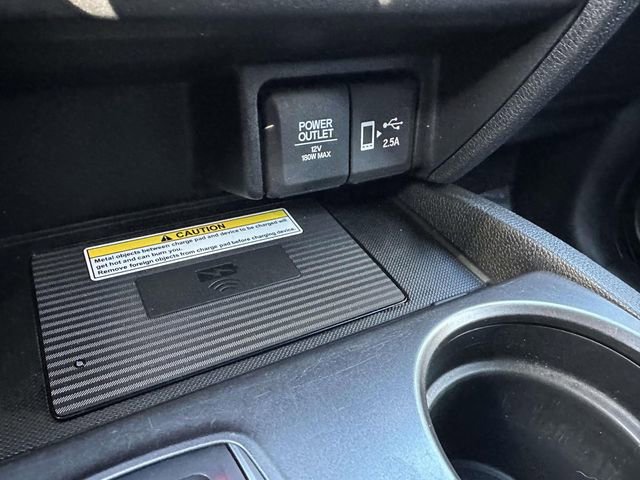 POWER
OUTLET
12V
180W MAX
2.5A
CAUTION
Metal objects between charge pad and device to be charged will
get hot and can burn you.
Remove foreign objects from charge pad before charging device.